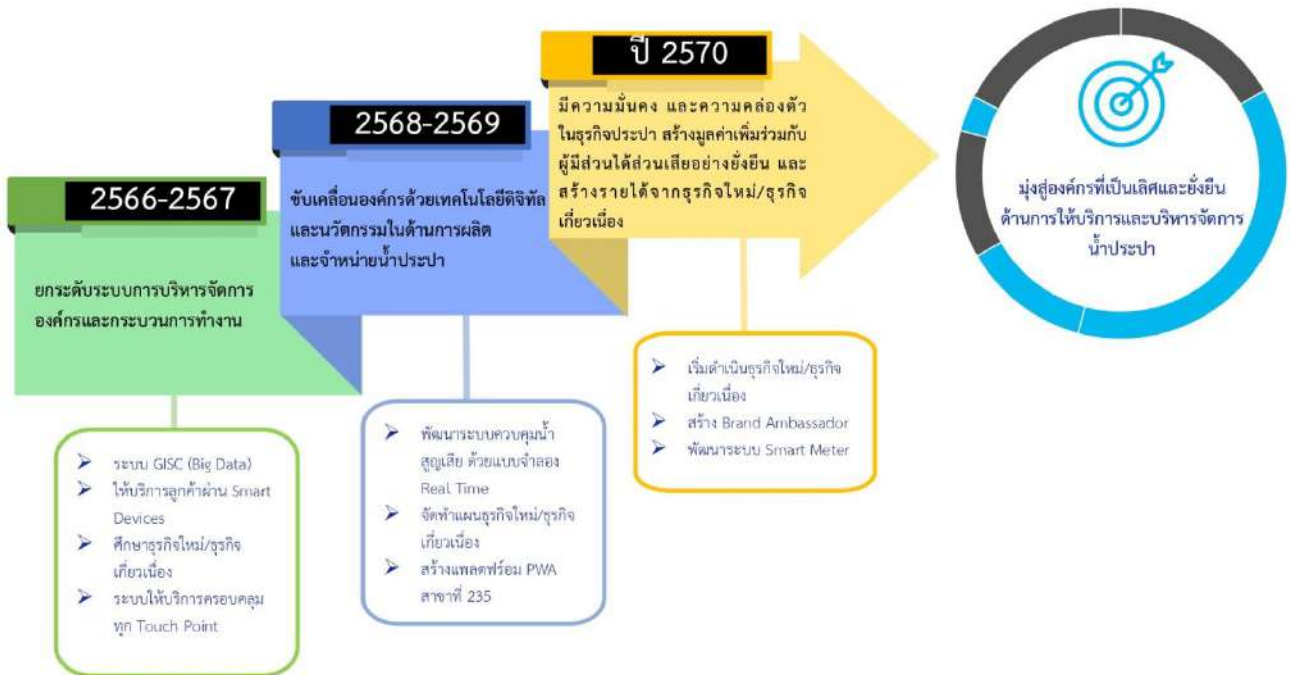 2566-2567
ยกระดับระบบการบริหารจัดการ
องค์กรและกระบวนการทำงาน
➢ ระบบ GISC (Big Data)
➢ ให้บริการลูกค้าผ่าน Smart
Devices
➢ ศึกษาธุรกิจใหม่/ธุรกิจ
เกี่ยวเนื่อง
➢ ระบบให้บริการครอบคลุม
ทุก Touch Point
2568-2569
ขับเคลื่อนองค์กรด้วยเทคโนโลยีดิจิทัล
และนวัตกรรมในด้านการผลิต
และจำหน่ายน้ำประปา
➢ พัฒนาระบบควบคุมน้ำ
สูญเสีย ด้วยแบบจำลอง
Real Time
➢ จัดทำแผนธุรกิจใหม่/ธุรกิจ
เกี่ยวเนื่อง
➢ สร้างแพลตฟร์อม PWA
สาขาที่ 235
ปี 2570
มีความมั่นคง และความคล่องตัว
ในธุรกิจประปา สร้างมูลค่าเพิ่มร่วมกับ
ผู้มีส่วนได้ส่วนเสียอย่างยั่งยืน และ
สร้างรายได้จากธุรกิจใหม่/ธุรกิจ
เกี่ยวเนื่อง
➢ เริ่มดำเนินธุรกิจใหม่/ธุรกิจ
เกี่ยวเนื่อง
➢ สร้าง Brand Ambassador
➢ พัฒนาระบบ Smart Meter
มุ่งสู่องค์กรที่เป็นเลิศและยั่งยืน
ด้านการให้บริการและบริหารจัดการ
น้ำประปา